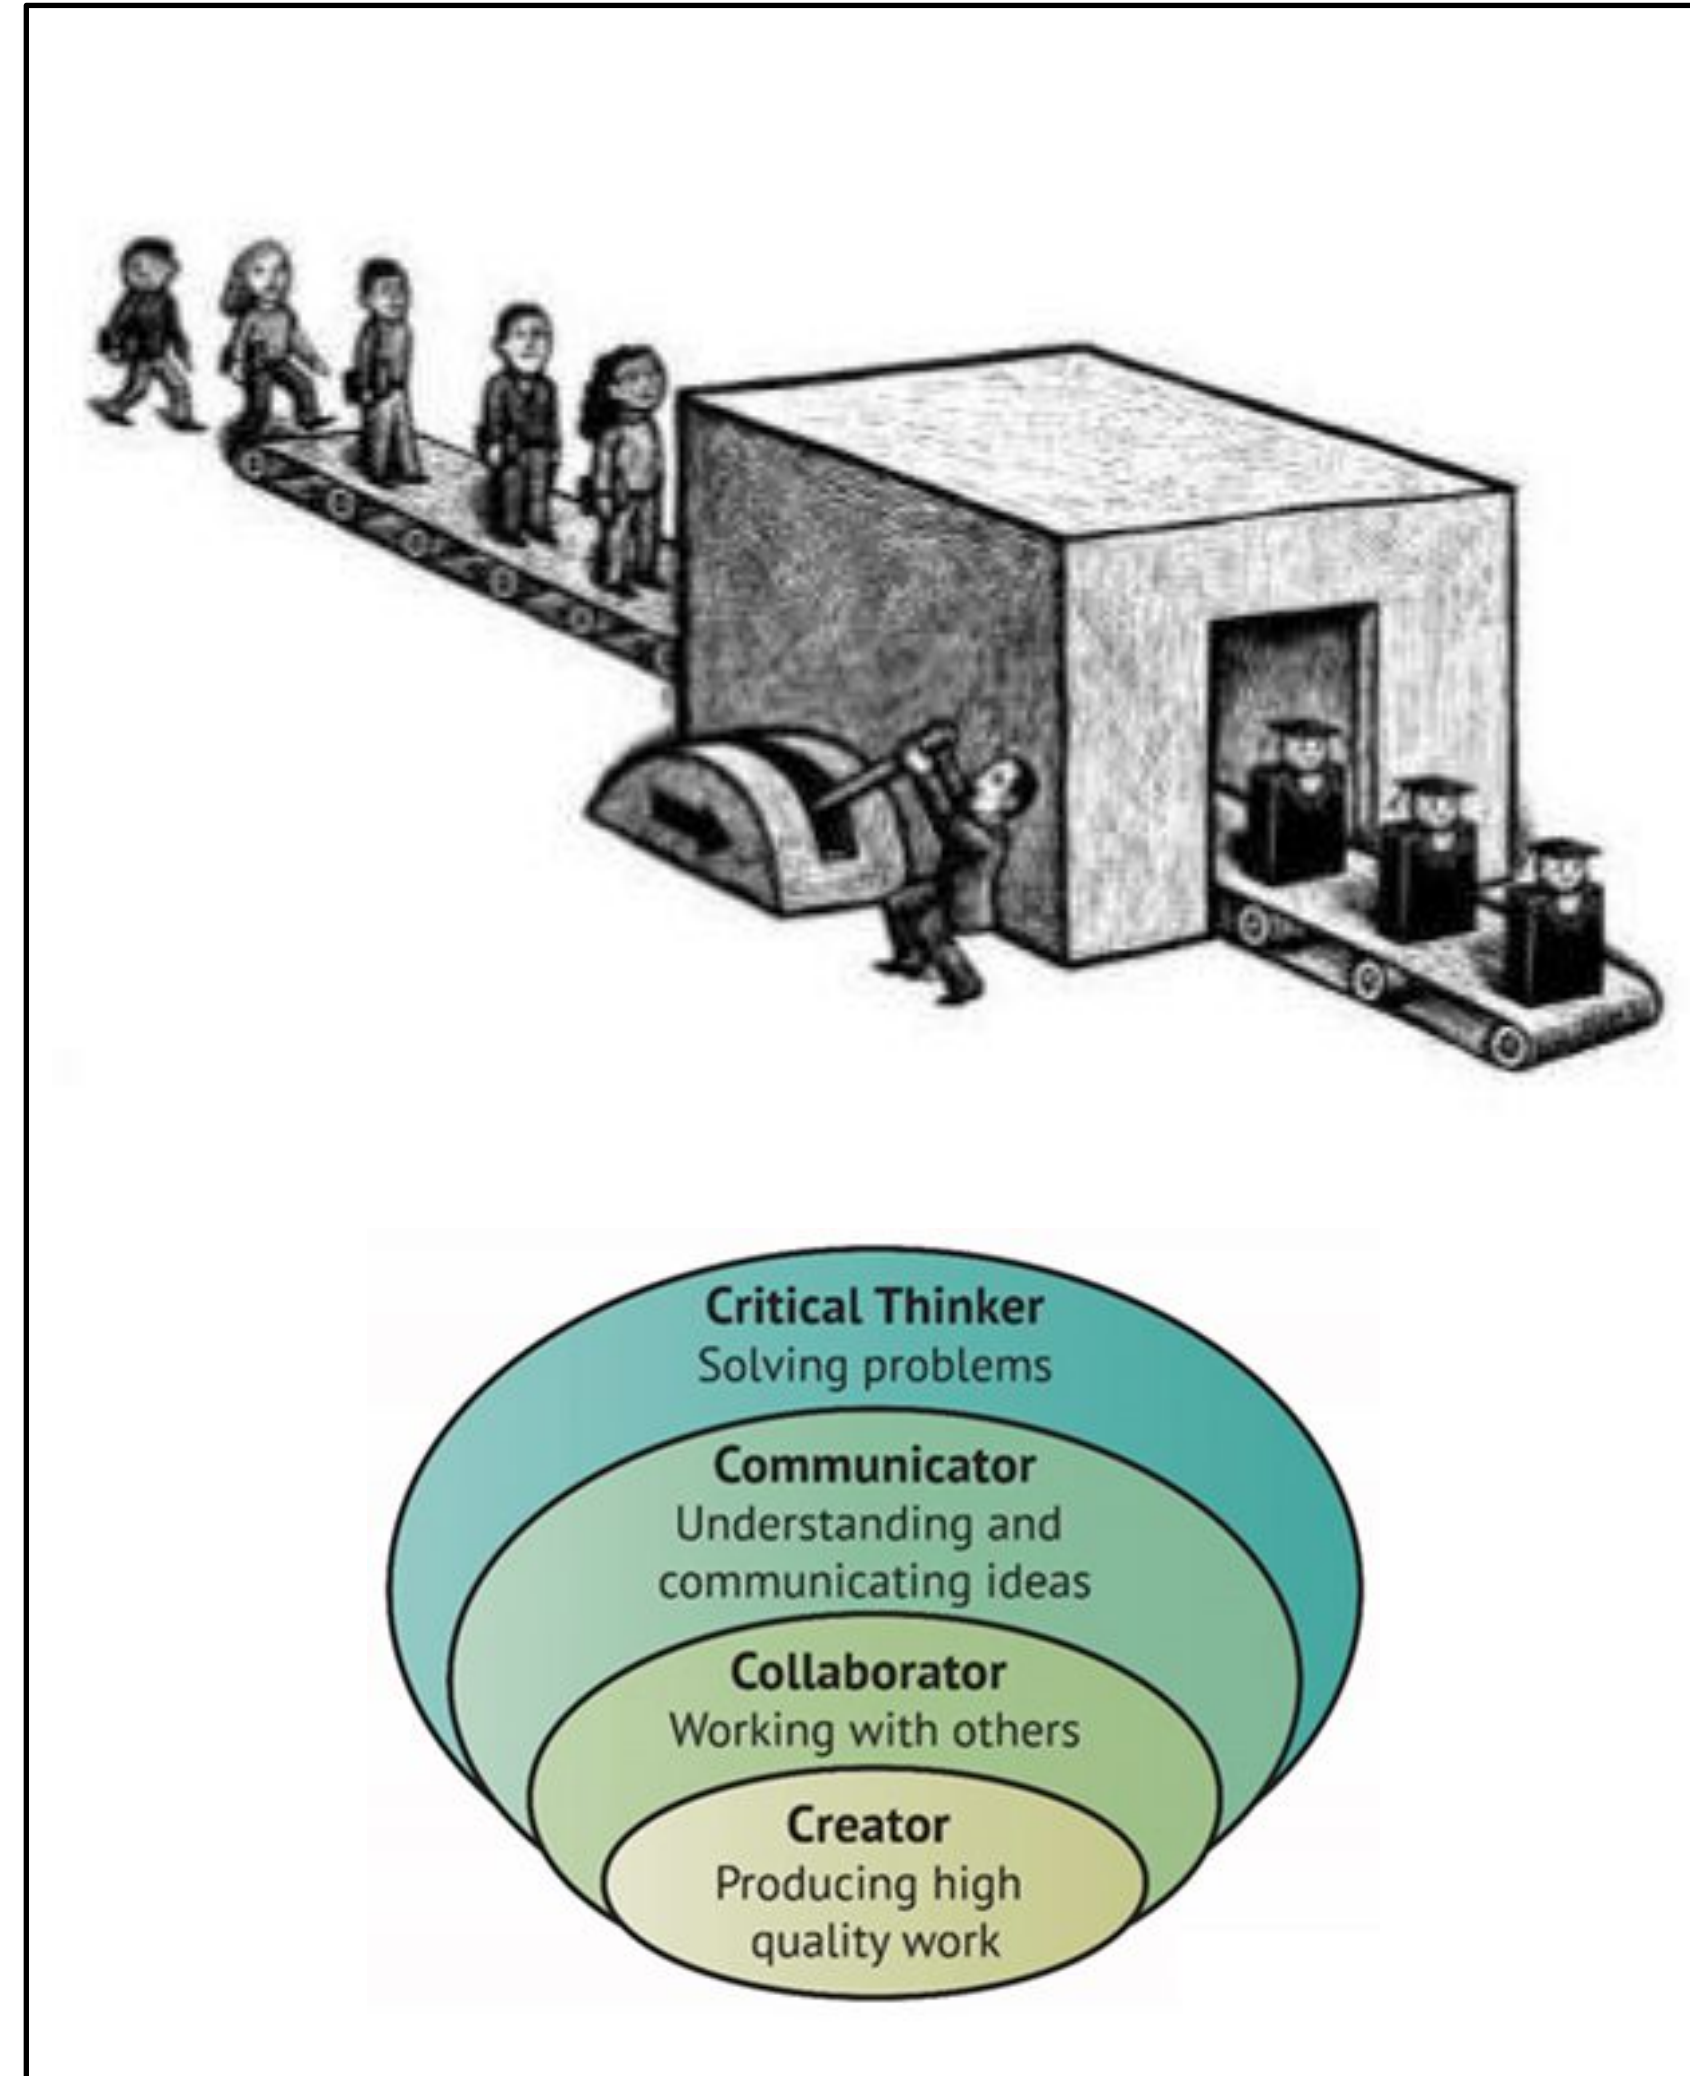 Critical Thinker
Solving problems
Communicator
Understanding and
communicating ideas
Collaborator
Working with others
Creator
Producing high
quality work